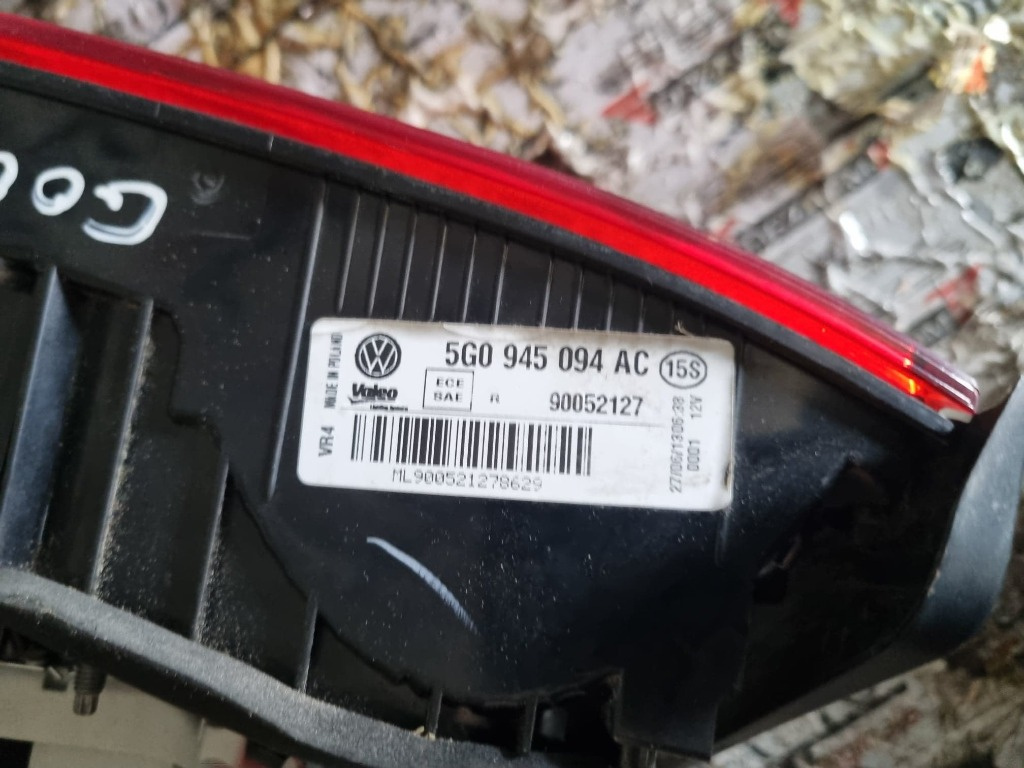 MADE IN POLAND
VW
5G0 945 094 AC
15S
Valeo
ECE
SAE
R
90052127
VR4
ML900521278629
27/06/1306:38
0001 12V